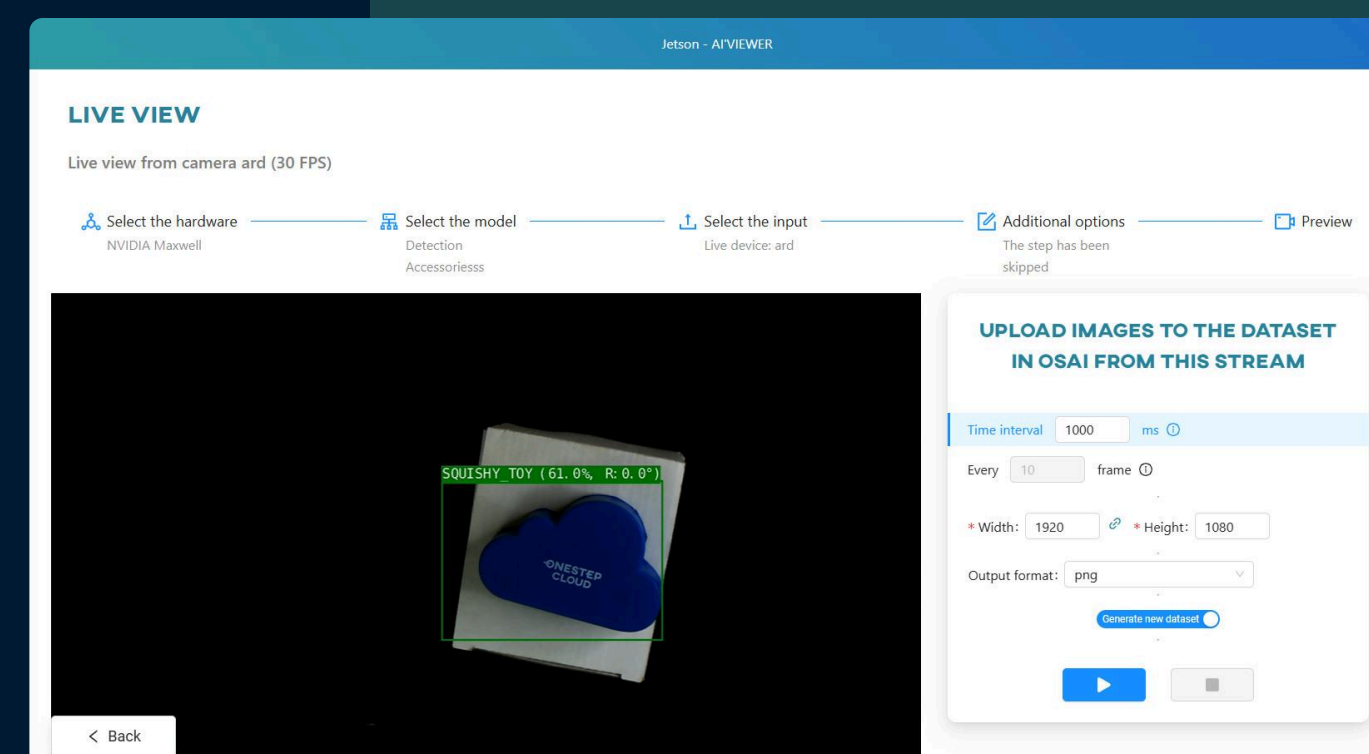 Jetson - AI'VIEWER
LIVE VIEW
Live view from camera ard (30 FPS)
Select the hardware
NVIDIA Maxwell
Select the model
Detection
Accessoriesss
Select the input
Live device: ard
Additional options
The step has been
skipped
Preview
SQUISHY_TOY (61.0%, R:0.0°)
ONESTEP
CLOUD
< Back
UPLOAD IMAGES TO THE DATASET
IN OSAI FROM THIS STREAM
Time interval 1000 ms
Every 10 frame
* Width: 1920 * Height: 1080
Output format: png
Generate new dataset